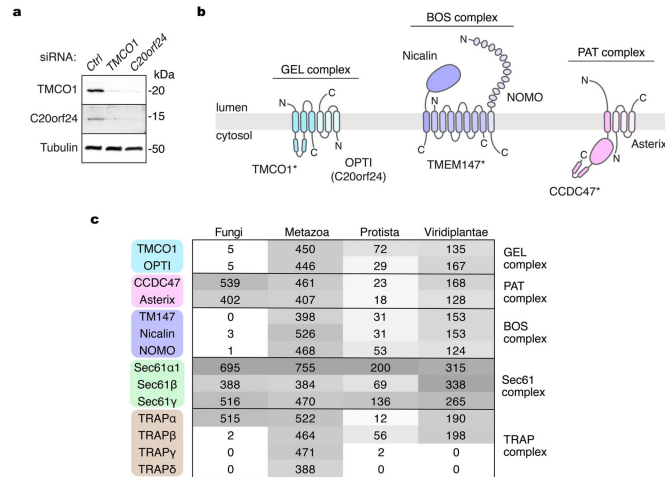 a
siRNA:
Ctrl
TMCO1
C20orf24
kDa
TMCO1
-20
C20orf24
-15
Tubulin
-50
b
BOS complex
GEL complex
PAT complex
Nicalin
N
N
NOMO
N
C
N
C
N
lumen
cytosol
C
N
C
C
N
C
TMCO1*
OPTI
(C20orf24)
TMEM147*
Asterix
CCDC47*
c
Fungi Metazoa Protista Viridiplantae
TMCO1 5 450 72 135
OPTI 5 446 29 167
GEL
complex
CCDC47 539 461 23 168
Asterix 402 407 18 128
PAT
complex
TM147 0 398 31 153
Nicalin 3 526 31 153
NOMO 1 468 53 124
BOS
complex
Sec61α1 695 755 200 315
Sec61β 388 384 69 338
Sec61γ 516 470 136 265
Sec61
complex
TRAPα 515 522 12 190
TRAPβ 2 464 56 198
TRAPγ 0 471 2 0
TRAPδ 0 388 0 0
TRAP
complex